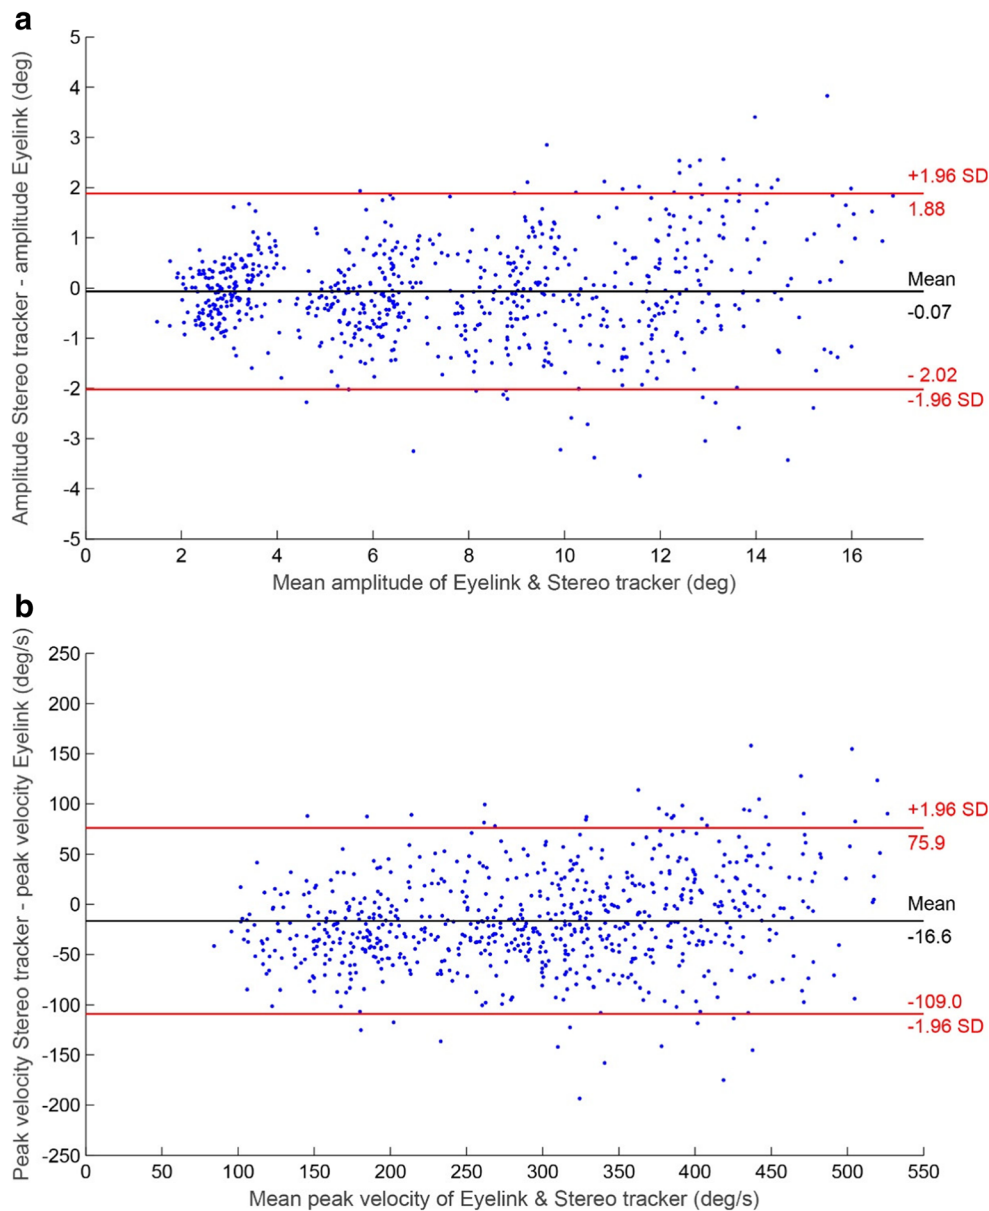 a
Amplitude Stereo tracker - amplitude Eyelink (deg)
5
4
3
2
1
0
-1
-2
-3
-4
-5
+1.96 SD
1.88
Mean
-0.07
- 2.02
-1.96 SD
0 2 4 6 8 10 12 14 16
Mean amplitude of Eyelink & Stereo tracker (deg)
b
Peak velocity Stereo tracker - peak velocity Eyelink (deg/s)
250
200
150
100
50
0
-50
-100
-150
-200
-250
+1.96 SD
75.9
Mean
-16.6
-109.0
-1.96 SD
0 50 100 150 200 250 300 350 400 450 500 550
Mean peak velocity of Eyelink & Stereo tracker (deg/s)